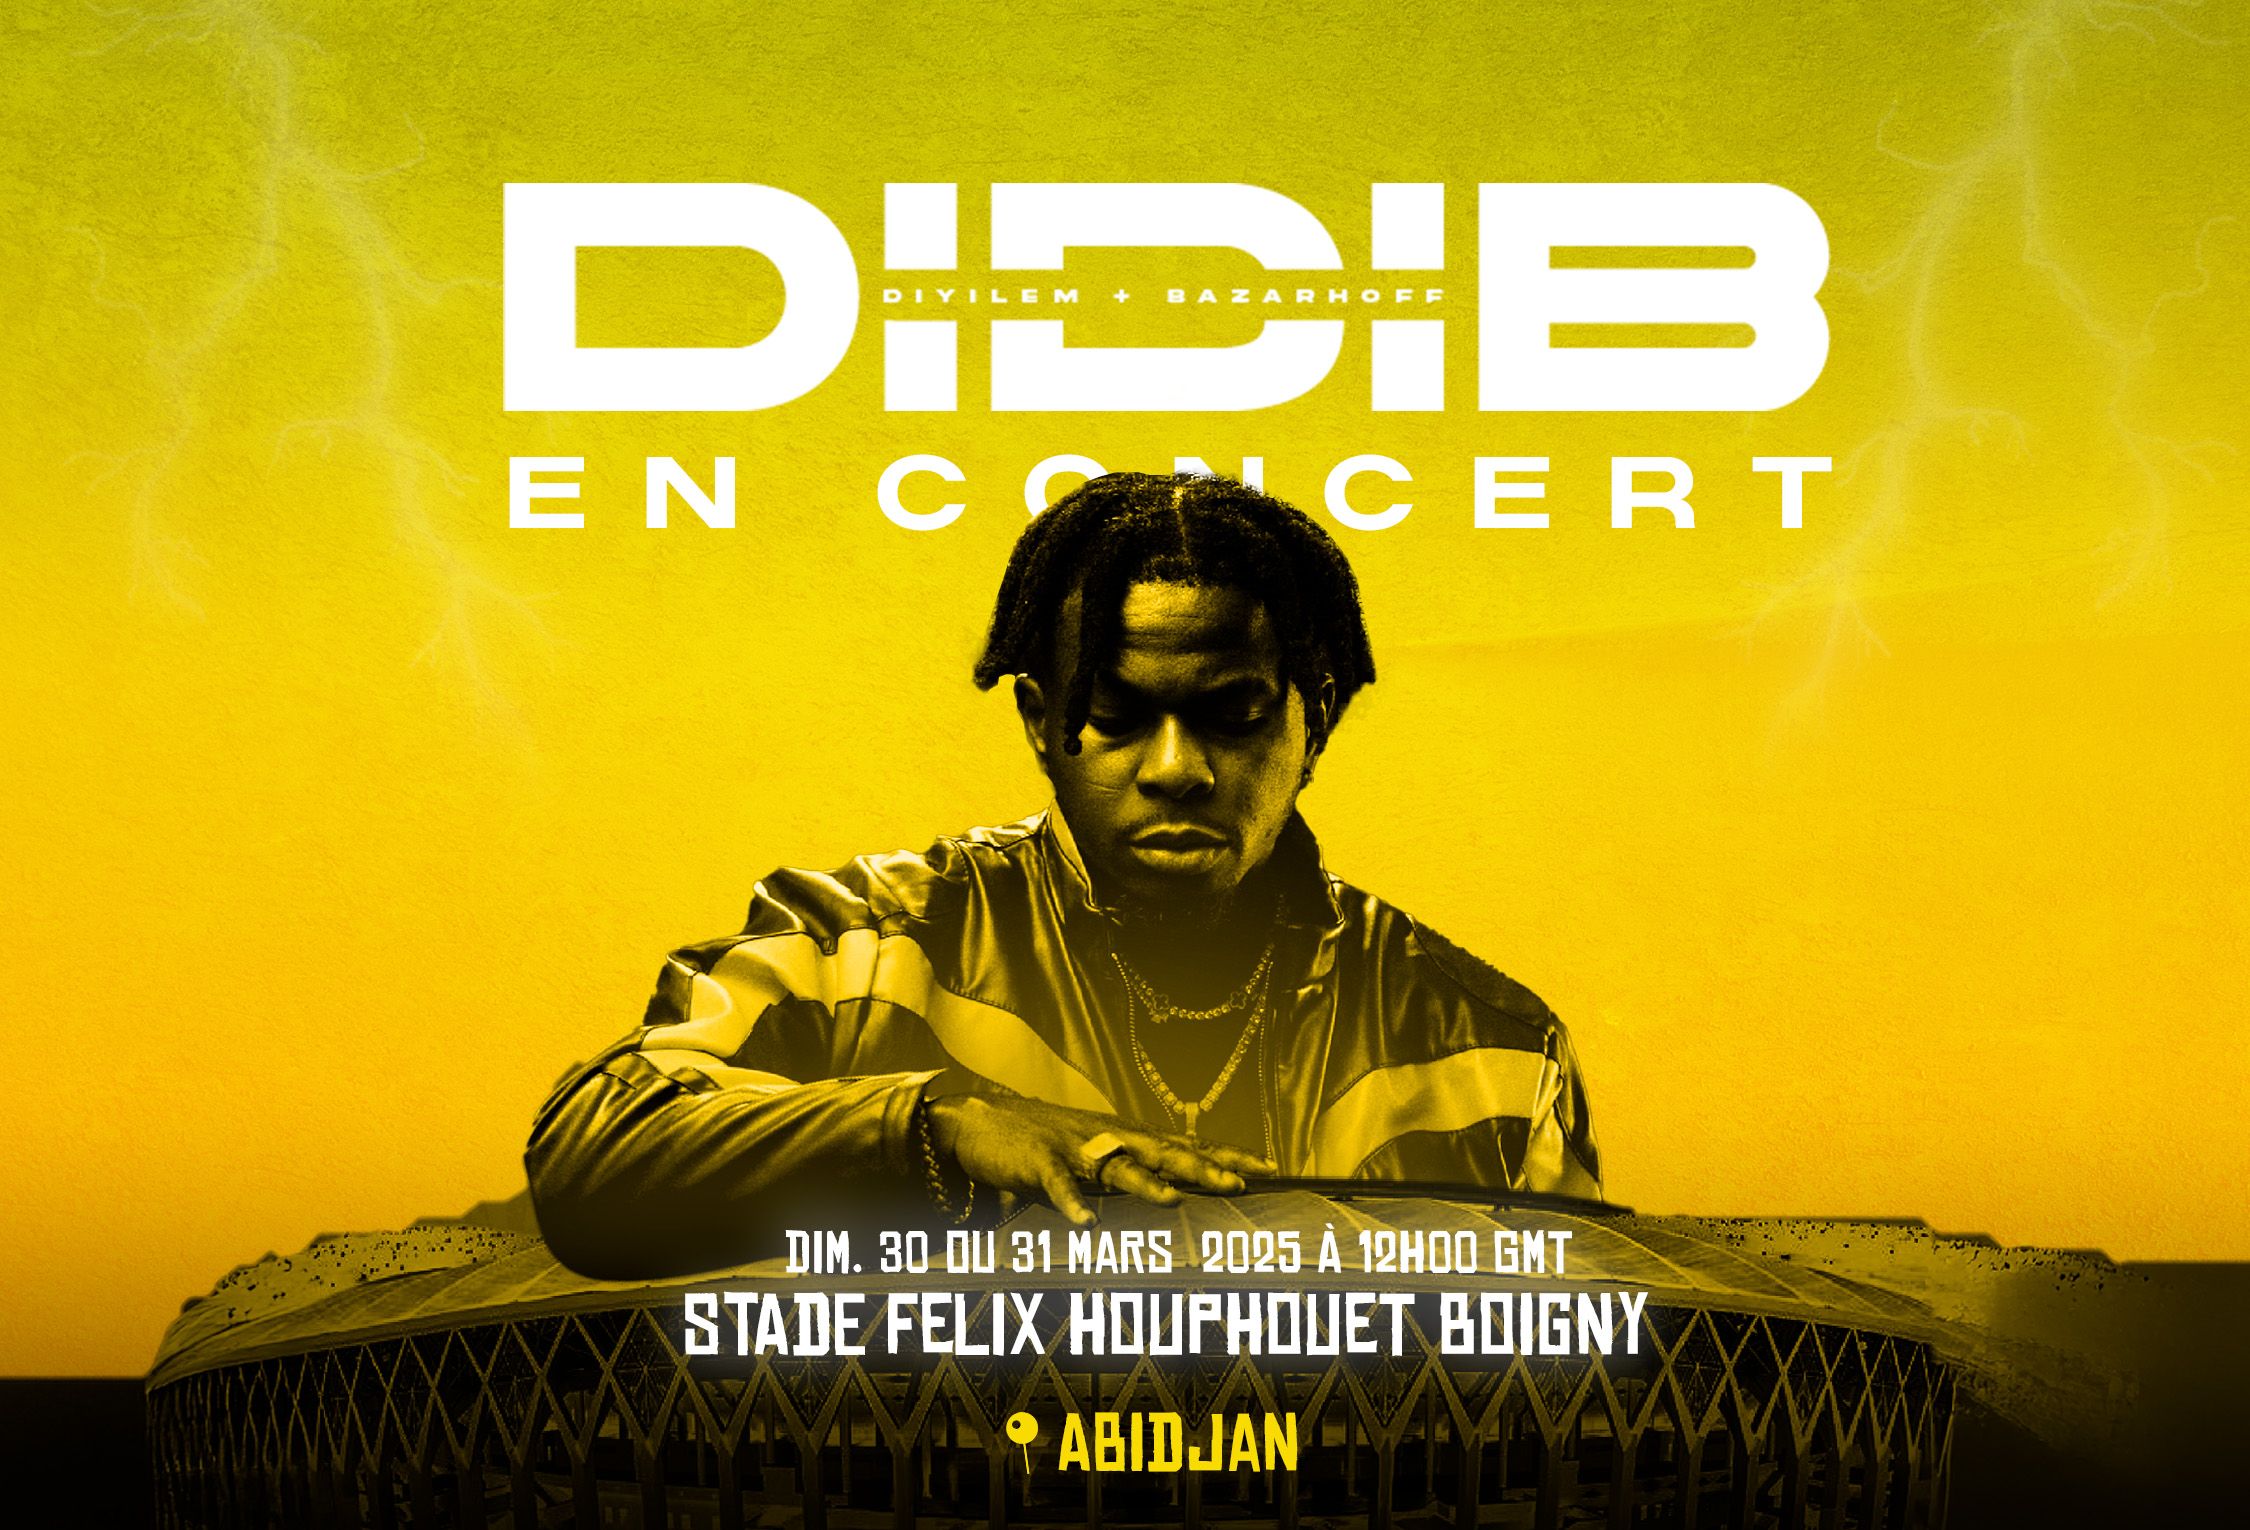 DIDIB
DIYILEM + BAZARHOFF
EN CONCERT
DIM. 30 OU 31 MARS 2025 À 12H00 GMT
STADE FELIX HOUPHOUET BOIGNY
ABIDJAN